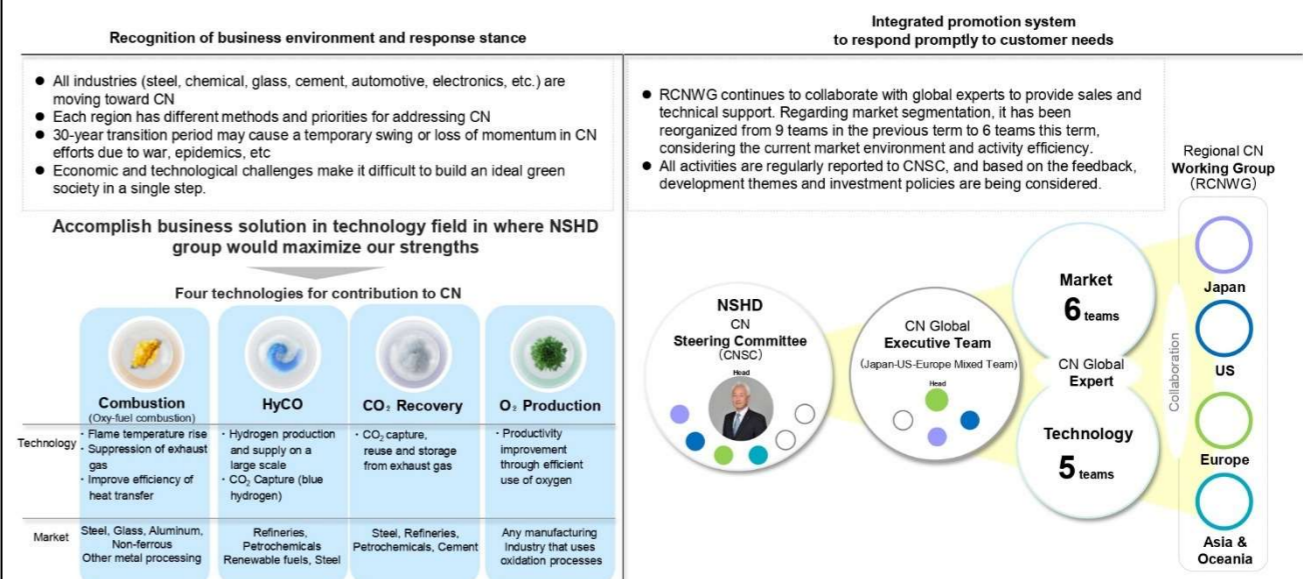 Recognition of business environment and response stance
● All industries (steel, chemical, glass, cement, automotive, electronics, etc.) are
moving toward CN
● Each region has different methods and priorities for addressing CN
● 30-year transition period may cause a temporary swing or loss of momentum in CN
efforts due to war, epidemics, etc
● Economic and technological challenges make it difficult to build an ideal green
society in a single step.
Accomplish business solution in technology field in where NSHD
group would maximize our strengths
Four technologies for contribution to CN
Combustion
(Oxy-fuel combustion)
HyCO
CO₂ Recovery
O₂ Production
Technology
・Flame temperature rise
・Suppression of exhaust
gas
・Improve efficiency of
heat transfer
・Hydrogen production
and supply on a
large scale
・CO₂ Capture (blue
hydrogen)
・CO₂ capture,
reuse and storage
from exhaust gas
・Productivity
improvement
through efficient
use of oxygen
Market
Steel, Glass, Aluminum,
Non-ferrous
Other metal processing
Refineries,
Petrochemicals
Renewable fuels, Steel
Steel, Refineries,
Petrochemicals, Cement
Any manufacturing
Industry that uses
oxidation processes
Integrated promotion system
to respond promptly to customer needs
● RCNWG continues to collaborate with global experts to provide sales and
technical support. Regarding market segmentation, it has been
reorganized from 9 teams in the previous term to 6 teams this term,
considering the current market environment and activity efficiency.
● All activities are regularly reported to CNSC, and based on the feedback,
development themes and investment policies are being considered.
NSHD
CN
Steering Committee
(CNSC)
Head
CN Global
Executive Team
(Japan-US-Europe Mixed Team)
Head
Market
6 teams
CN Global
Expert
Technology
5 teams
Collaboration
Regional CN
Working Group
(RCNWG)
Japan
US
Europe
Asia &
Oceania